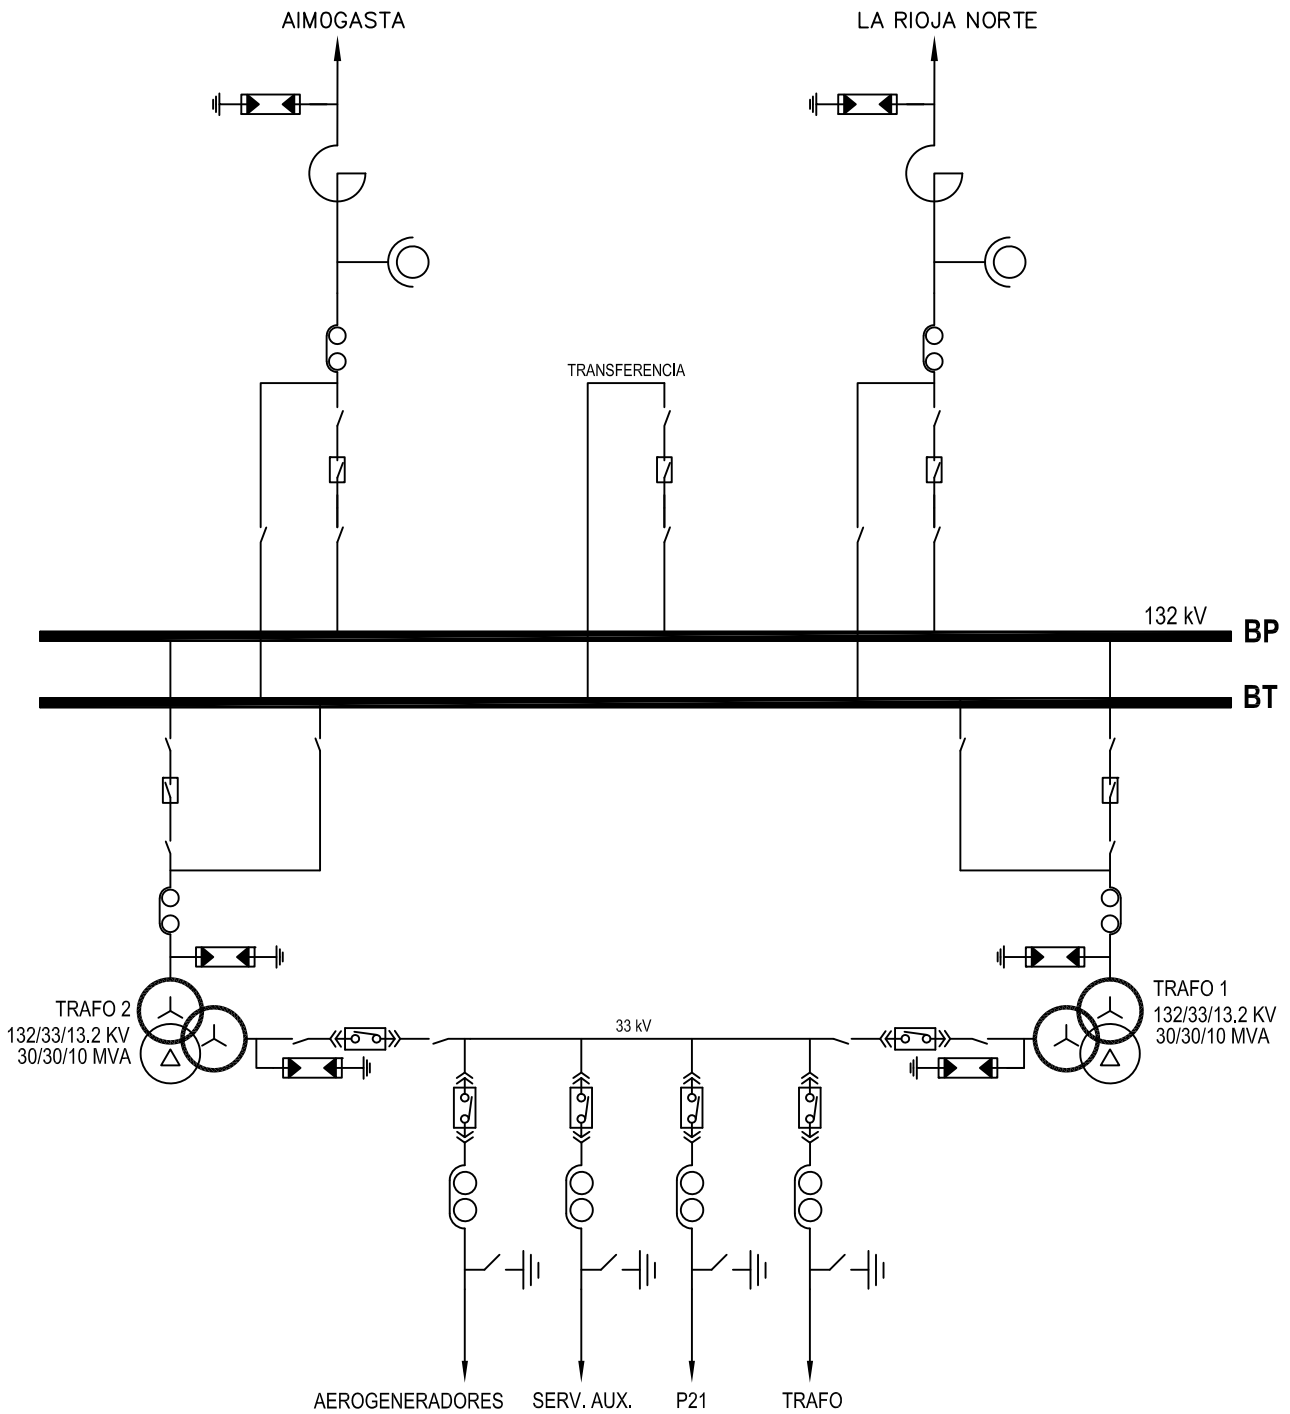 AIMOGASTA
LA RIOJA NORTE
TRANSFERENCIA
132 kV
BP
BT
TRAFO 2
132/33/13.2 KV
30/30/10 MVA
33 kV
TRAFO 1
132/33/13.2 KV
30/30/10 MVA
AEROGENERADORES
SERV. AUX.
P21
TRAFO